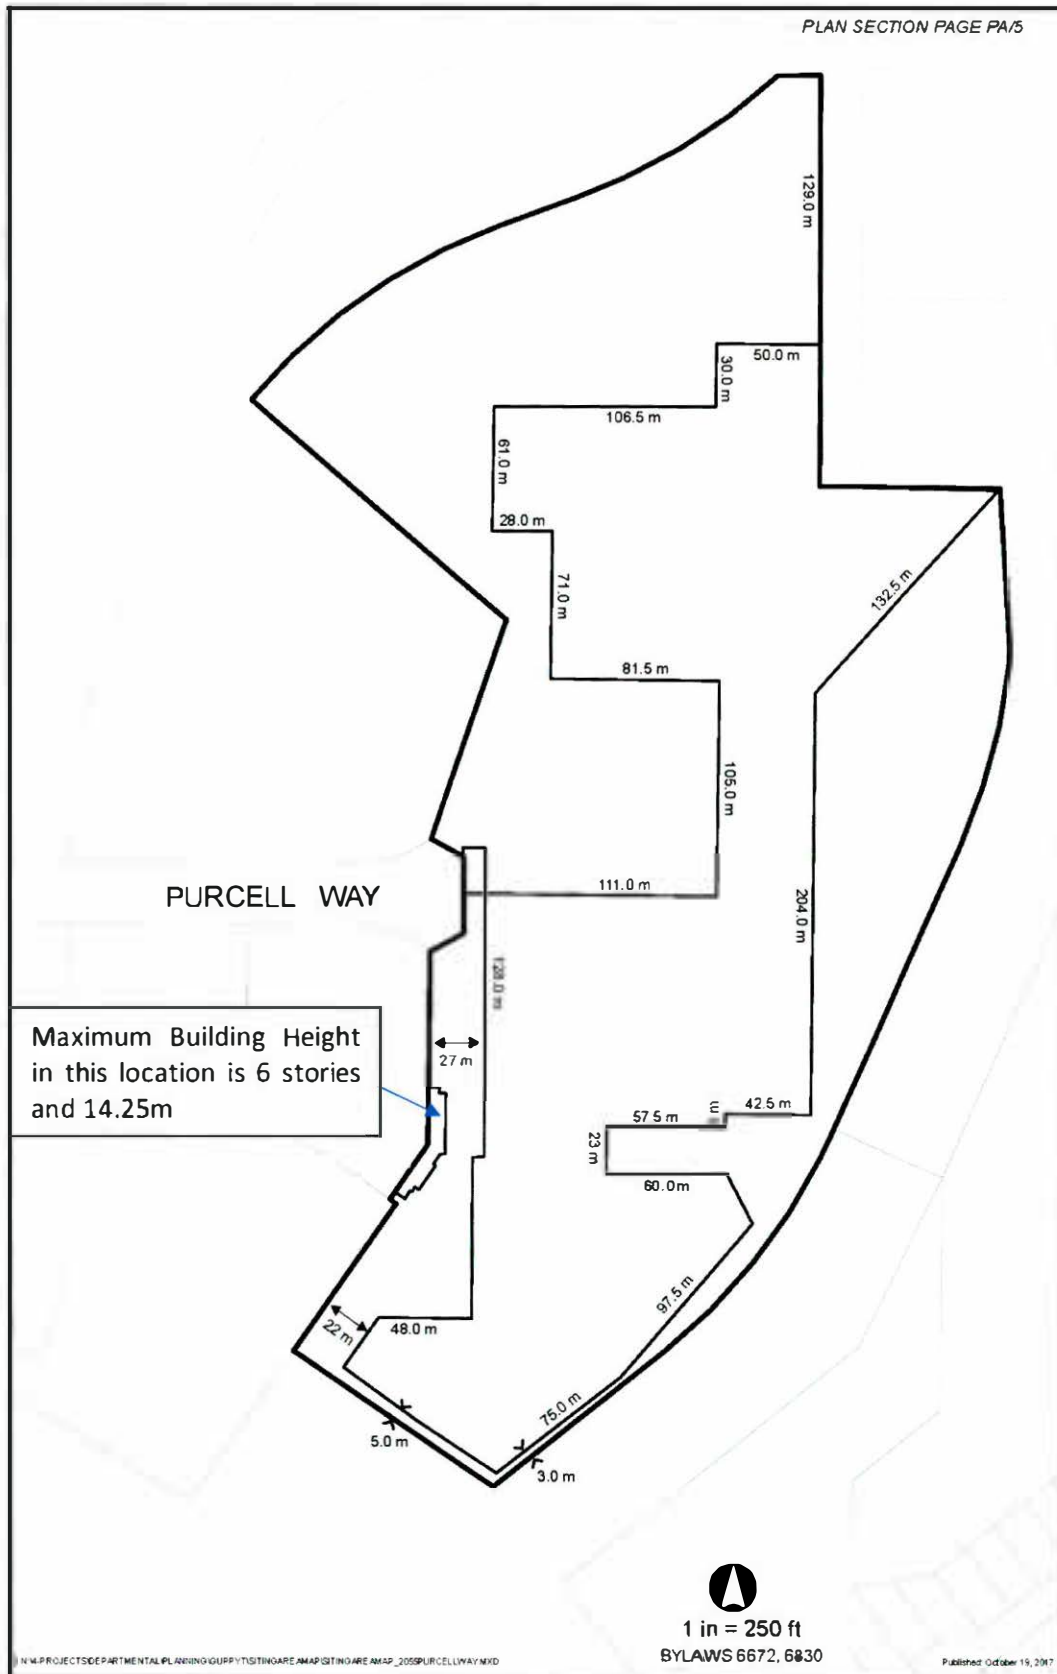 PLAN SECTION PAGE PA/5
129.0 m
50.0 m
30.0 m
106.5 m
61.0 m
28.0 m
71.0 m
132.5 m
81.5 m
105.0 m
PURCELL WAY
111.0 m
204.0 m
128.0 m
27 m
Maximum Building Height
in this location is 6 stories
and 14.25m
42.5 m
57.5 m
23 m
60.0m
97.5 m
22 m
48.0 m
75.0 m
5.0 m
3.0 m
1 in = 250 ft
BYLAWS 6672, 6830
Published: October 19, 2017